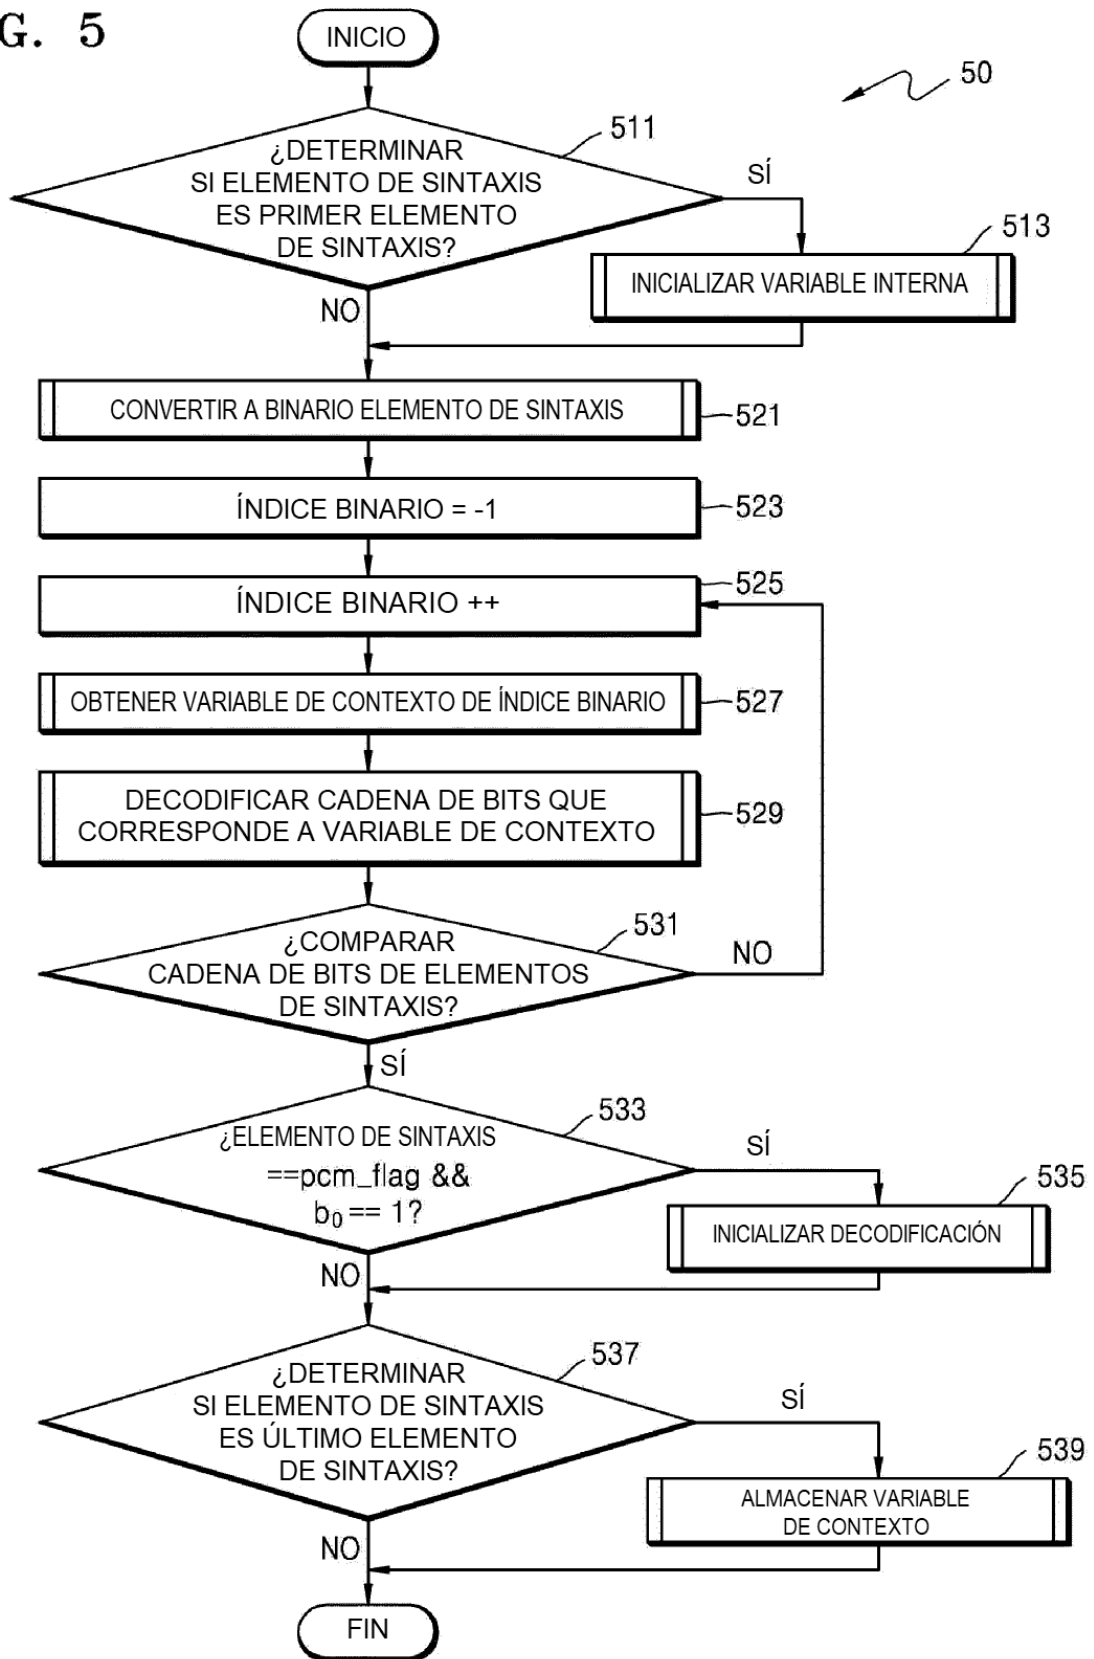 G. 5
INICIO
50
511
¿DETERMINAR
SI ELEMENTO DE SINTAXIS
ES PRIMER ELEMENTO
DE SINTAXIS?
SÍ
513
INICIALIZAR VARIABLE INTERNA
NO
CONVERTIR A BINARIO ELEMENTO DE SINTAXIS
521
ÍNDICE BINARIO = -1
523
ÍNDICE BINARIO ++
525
OBTENER VARIABLE DE CONTEXTO DE ÍNDICE BINARIO
527
DECODIFICAR CADENA DE BITS QUE
CORRESPONDE A VARIABLE DE CONTEXTO
529
531
¿COMPARAR
CADENA DE BITS DE ELEMENTOS
DE SINTAXIS?
NO
SÍ
533
¿ELEMENTO DE SINTAXIS
==pcm_flag &&
b₀ == 1?
SÍ
535
INICIALIZAR DECODIFICACIÓN
NO
537
¿DETERMINAR
SI ELEMENTO DE SINTAXIS
ES ÚLTIMO ELEMENTO
DE SINTAXIS?
SÍ
539
ALMACENAR VARIABLE
DE CONTEXTO
NO
FIN